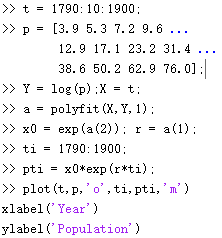 >> t = 1790:10:1900;
>> p = [3.9 5.3 7.2 9.6 ...
12.9 17.1 23.2 31.4 ...
38.6 50.2 62.9 76.0];
>> Y = log(p);X = t;
>> a = polyfit(X,Y,1);
>> x0 = exp(a(2)); r = a(1);
>> ti = 1790:1900;
>> pti = x0*exp(r*ti);
>> plot(t,p,'o',ti,pti,'m')
xlabel('Year')
ylabel('Population')